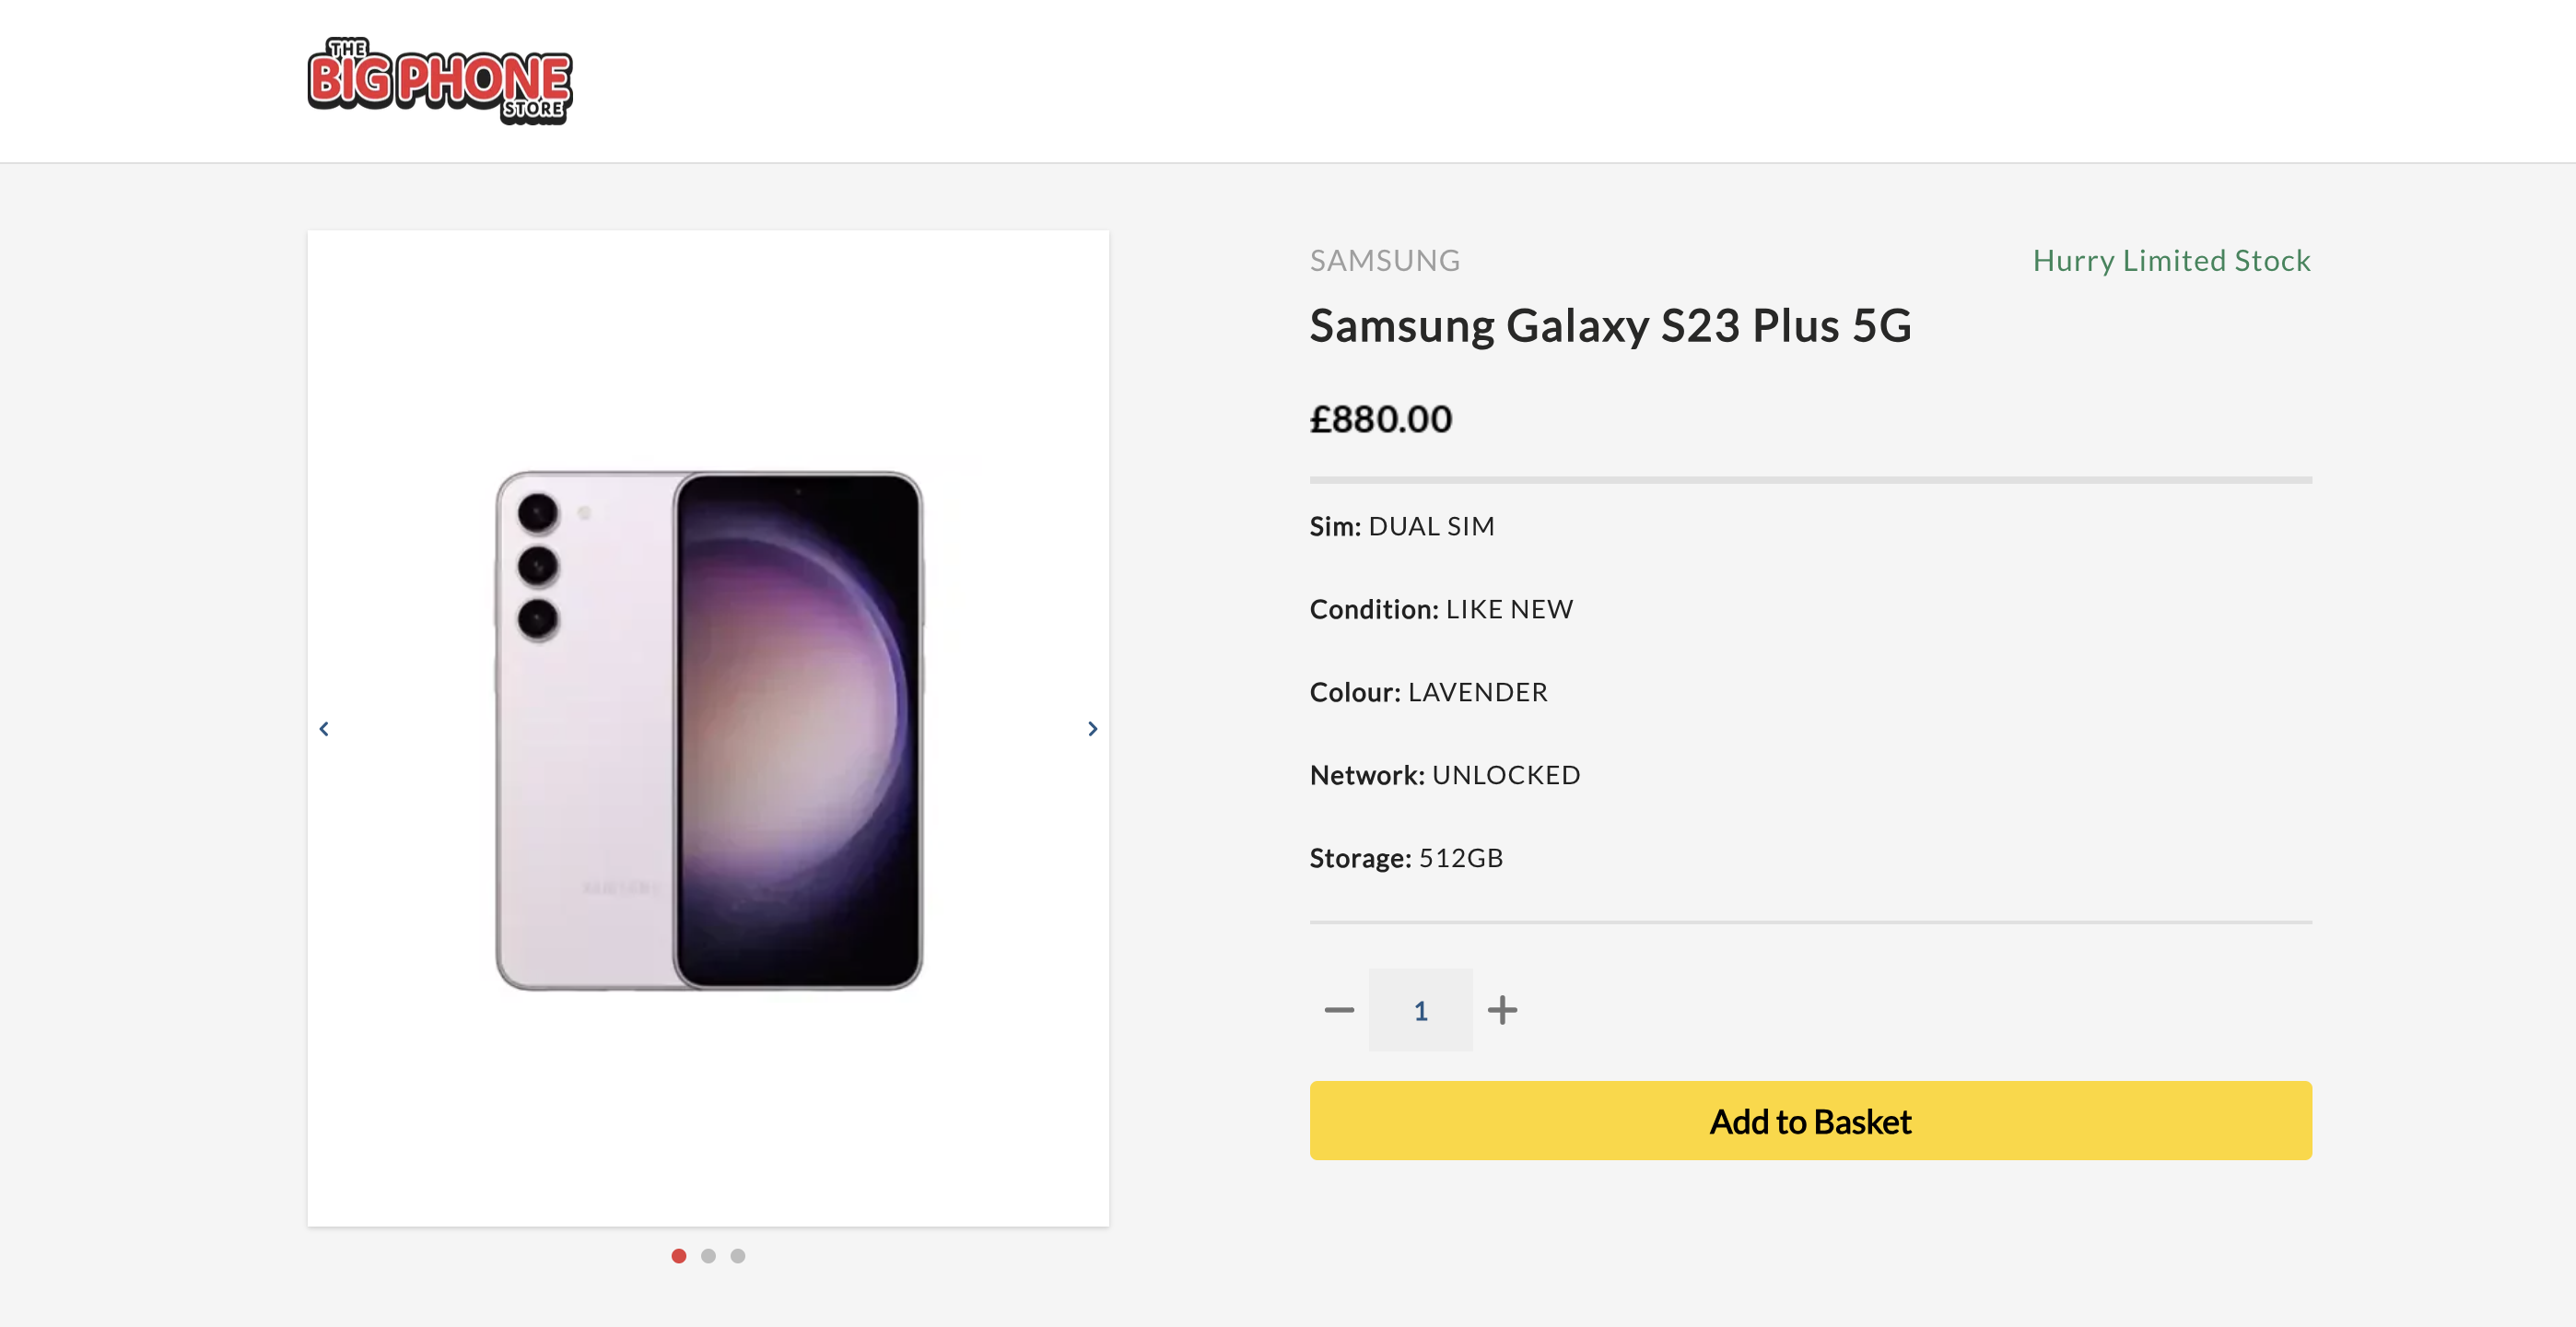 THE
BIG PHONE
STORE
SAMSUNG
Hurry Limited Stock
Samsung Galaxy S23 Plus 5G
£880.00
Sim: DUAL SIM
Condition: LIKE NEW
Colour: LAVENDER
Network: UNLOCKED
Storage: 512GB
SAMSUNG
1
Add to Basket